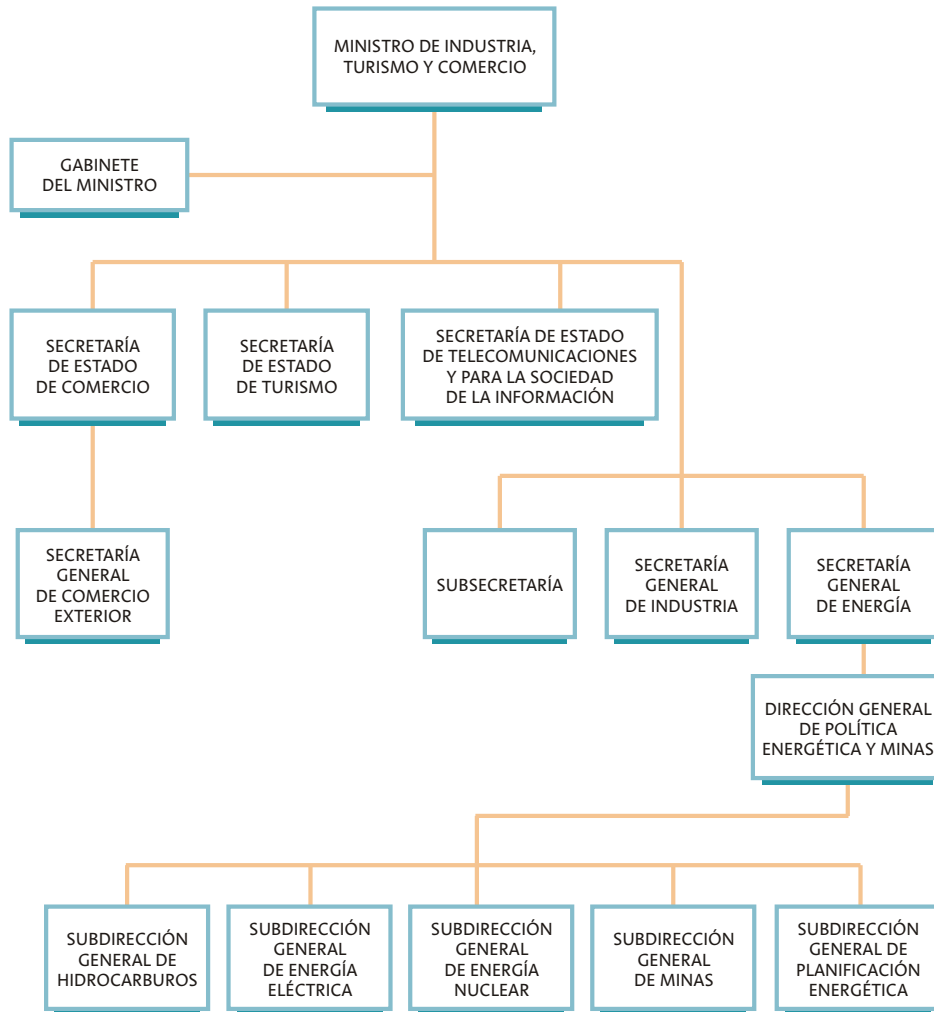 MINISTRO DE INDUSTRIA,
TURISMO Y COMERCIO
GABINETE
DEL MINISTRO
SECRETARÍA
DE ESTADO
DE COMERCIO
SECRETARÍA
DE ESTADO
DE TURISMO
SECRETARÍA DE ESTADO
DE TELECOMUNICACIONES
Y PARA LA SOCIEDAD
DE LA INFORMACIÓN
SECRETARÍA
GENERAL
DE COMERCIO
EXTERIOR
SUBSECRETARÍA
SECRETARÍA
GENERAL
DE INDUSTRIA
SECRETARÍA
GENERAL
DE ENERGÍA
DIRECCIÓN GENERAL
DE POLÍTICA
ENERGÉTICA Y MINAS
SUBDIRECCIÓN
GENERAL DE
HIDROCARBUROS
SUBDIRECCIÓN
GENERAL
DE ENERGÍA
ELÉCTRICA
SUBDIRECCIÓN
GENERAL
DE ENERGÍA
NUCLEAR
SUBDIRECCIÓN
GENERAL
DE MINAS
SUBDIRECCIÓN
GENERAL DE
PLANIFICACIÓN
ENERGÉTICA